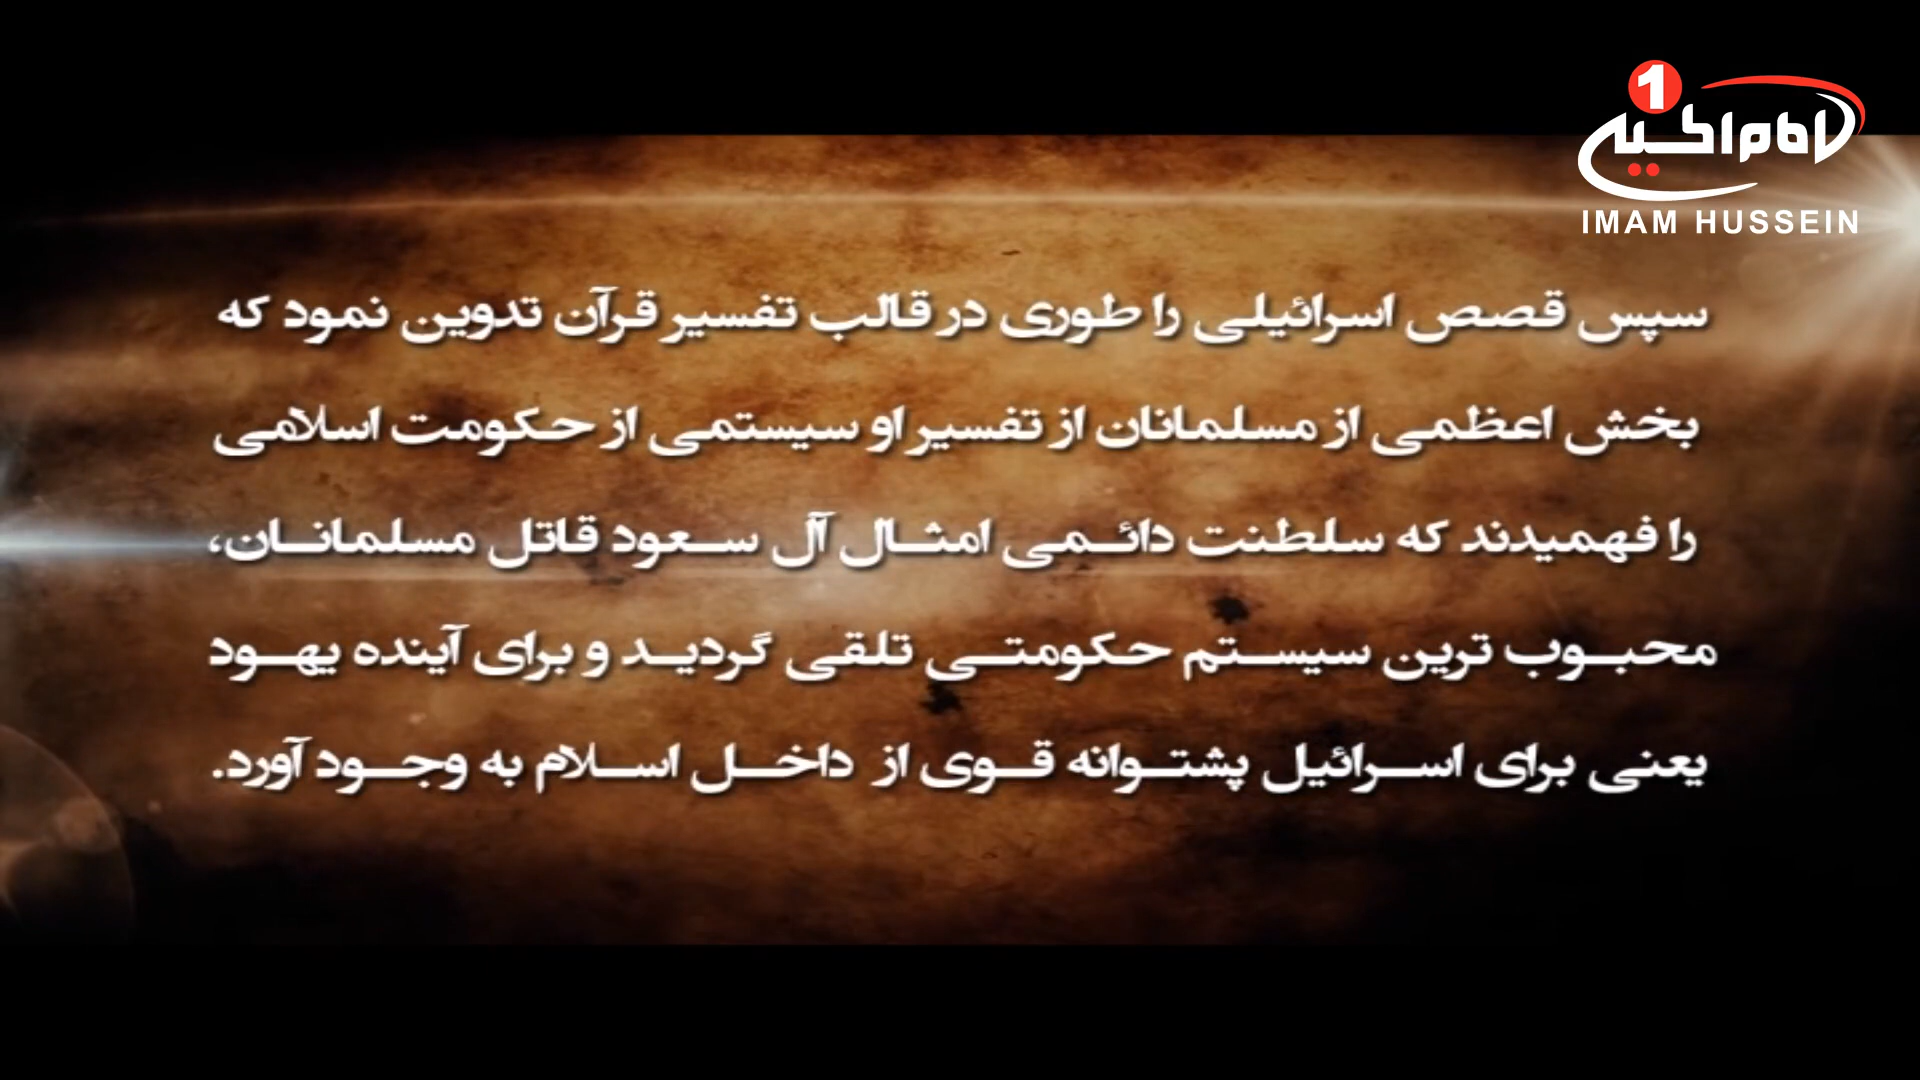 1
IMAM HUSSEIN
سپس قصص اسرائیلی را طوری در قالب تفسیر قرآن تدوین نمود که
بخش اعظمی از مسلمانان از تفسیر او سیستمی از حکومت اسلامی
را فهمیدند که سلطنت دائمی امثال آل سعود قاتل مسلمانان،
محبوب ترین سیستم حکومتی تلقی گردید و برای آینده یهود
یعنی برای اسرائیل پشتوانه قوی از داخل اسلام به وجود آورد.